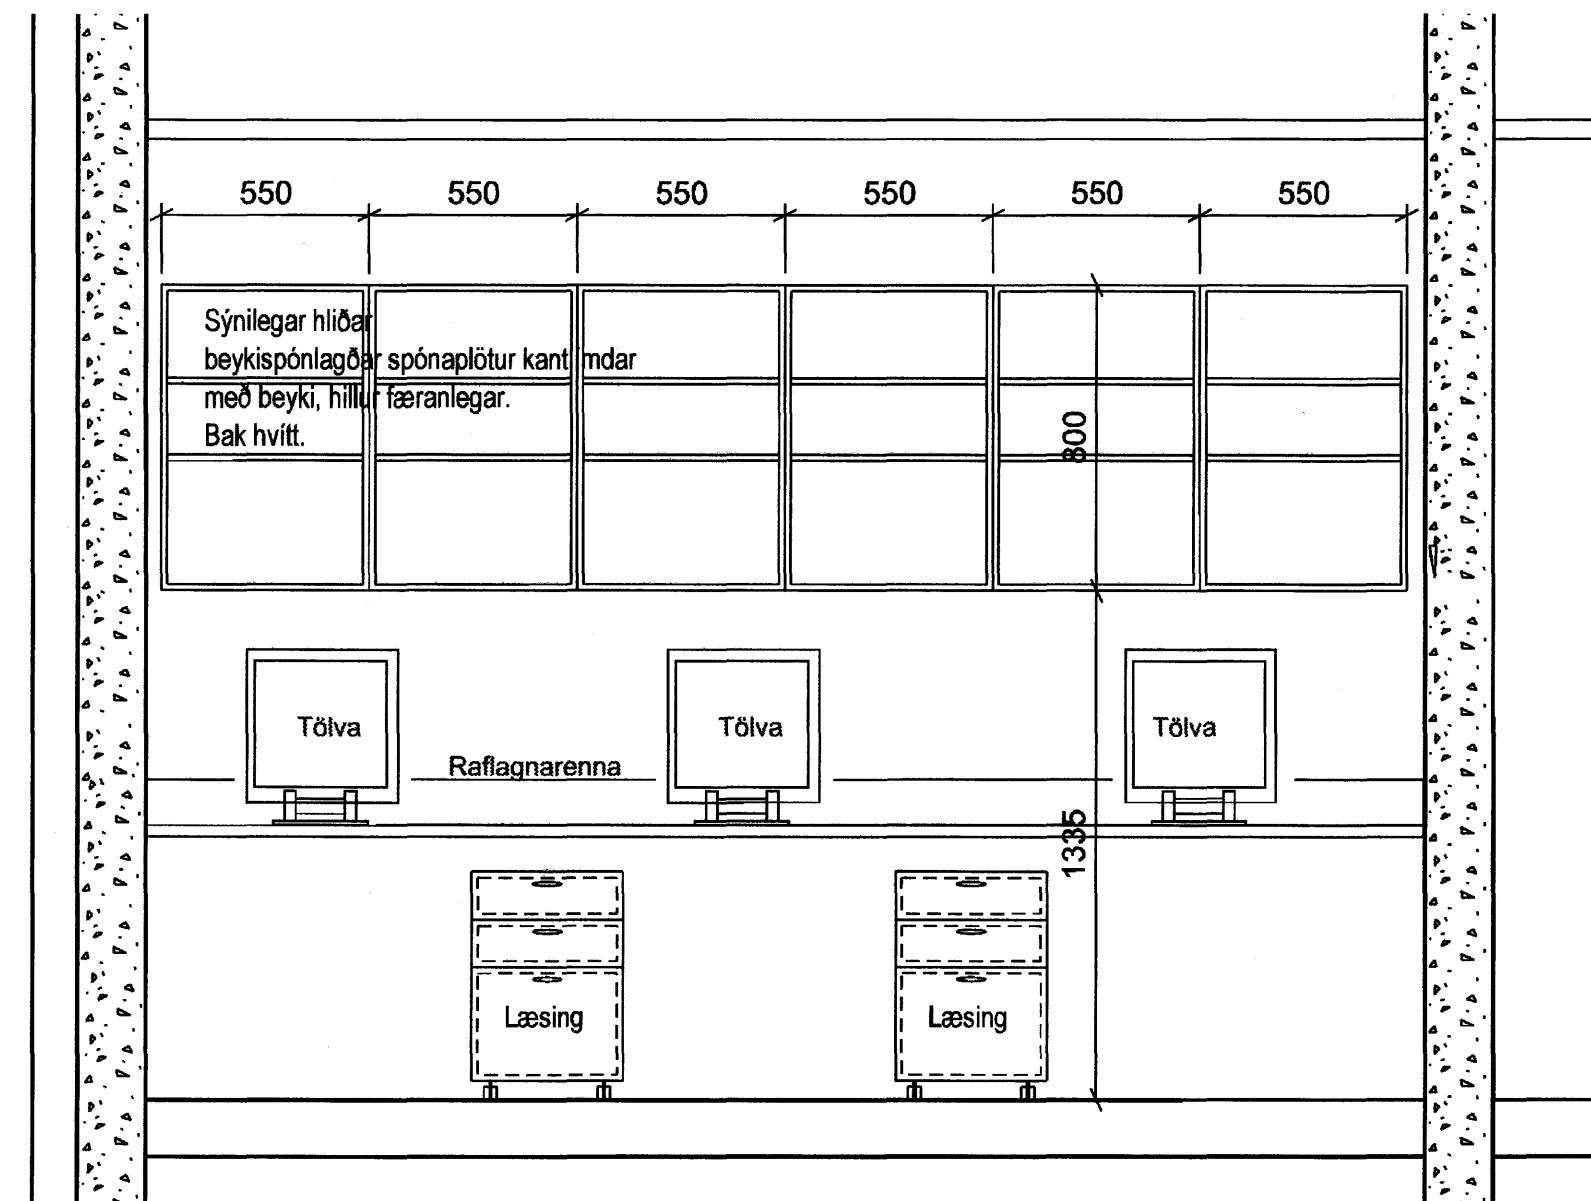 550 550 550 550 550 550
Sýnilegar hliðar
beykispónlagðar spónaplötur kantlímdar
með beyki, hillur færanlegar.
Bak hvítt.
800
Tölva Tölva Tölva
Raflagnarenna
1335
Læsing Læsing